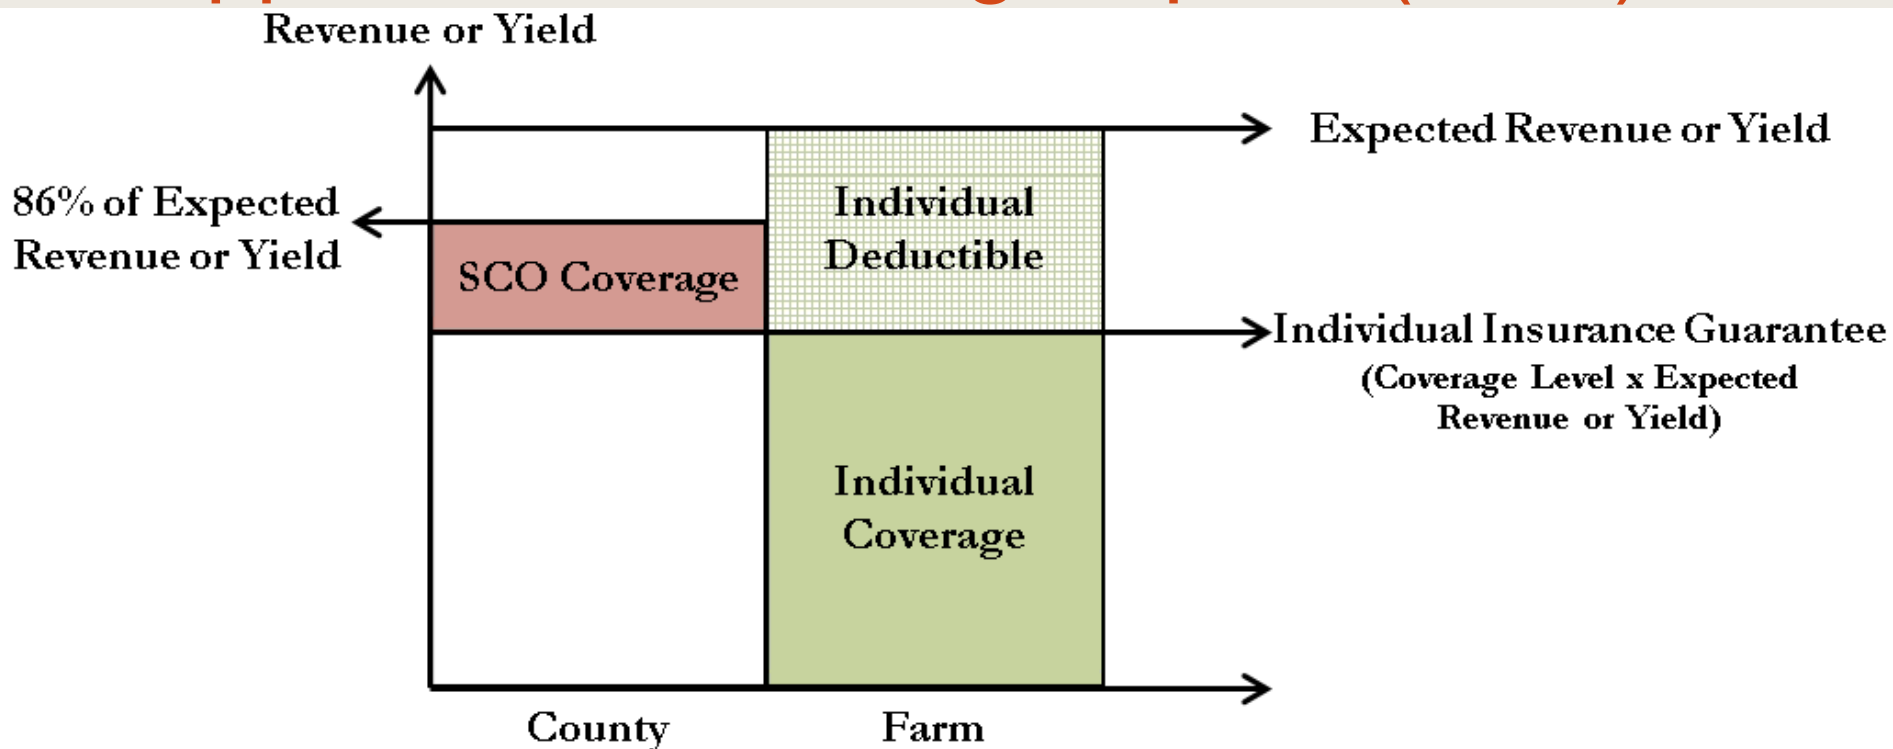 Revenue or Yield
Expected Revenue or Yield
86% of Expected
Revenue or Yield
Individual
Deductible
SCO Coverage
Individual Insurance Guarantee
(Coverage Level x Expected
Revenue or Yield)
Individual
Coverage
County
Farm